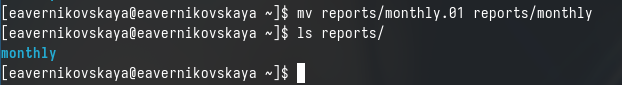 [eavernikovskaya@eavernikovskaya ~]$ mv reports/monthly.01 reports/monthly
[eavernikovskaya@eavernikovskaya ~]$ ls reports/
monthly
[eavernikovskaya@eavernikovskaya ~]$